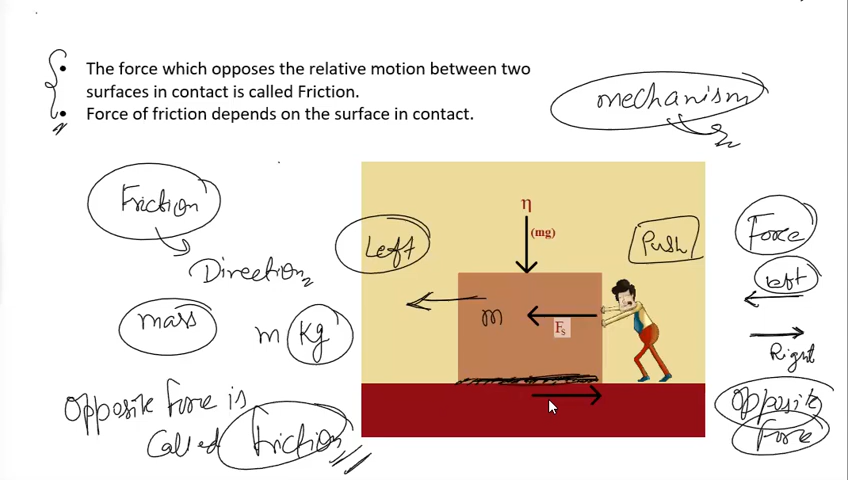 • The force which opposes the relative motion between two
surfaces in contact is called Friction.
• Force of friction depends on the surface in contact.
mechanism
Friction
Direction
mass
m Kg
Opposite Force is
Called Friction
Left
η
(mg)
m
Fs
Push
Force
Left
Right
Opposite
Force